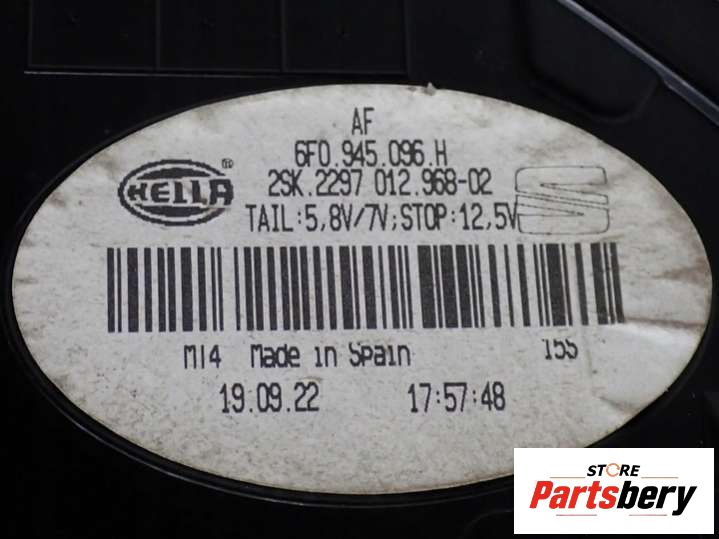 AF
6F0.945.096.H
HELLA ®
2SK.2297 012.968-02
TAIL:5,8V/7V;STOP:12,5V
MI4 Made in Spain 155
19.09.22 17:57:48
STORE
Partsbery